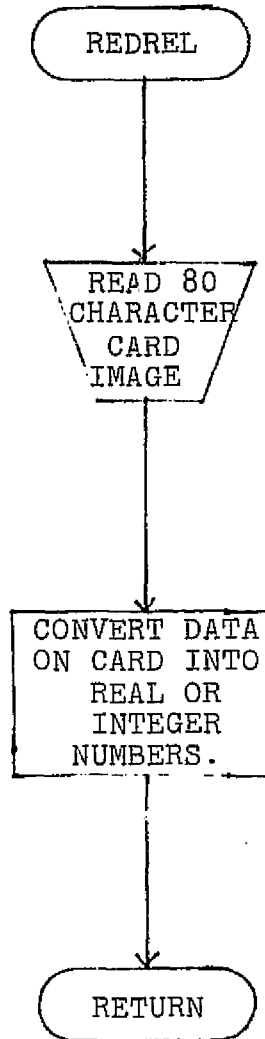 REDREL
READ 80
CHARACTER
CARD
IMAGE
CONVERT DATA
ON CARD INTO
REAL OR
INTEGER
NUMBERS.
RETURN